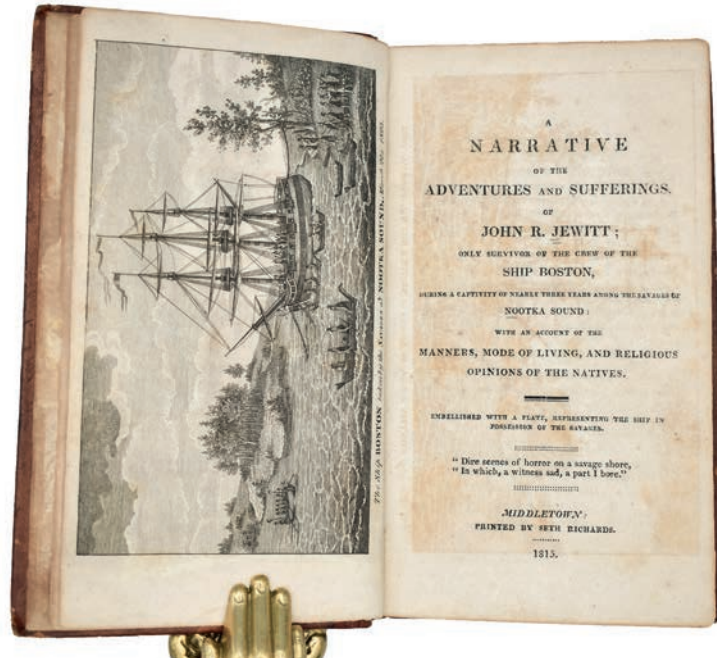 The Ship BOSTON taken by the Savages at NOOTKA SOUND,
A
NARRATIVE
OF THE
ADVENTURES AND SUFFERINGS
OF
JOHN R. JEWITT;
ONLY SURVIVOR OF THE CREW OF THE
SHIP BOSTON,
DURING A CAPTIVITY OF NEARLY THREE YEARS AMONG THE SAVAGES OF
NOOTKA SOUND:
WITH AN ACCOUNT OF THE
MANNERS, MODE OF LIVING, AND RELIGIOUS
OPINIONS OF THE NATIVES.
EMBELLISHED WITH A PLATE, REPRESENTING THE SHIP IN
POSSESSION OF THE SAVAGES.
" Dire scenes of horror on a savage shore,
" In which, a witness sad, a part I bore."
MIDDLETOWN:
PRINTED BY SETH RICHARDS.
1815.